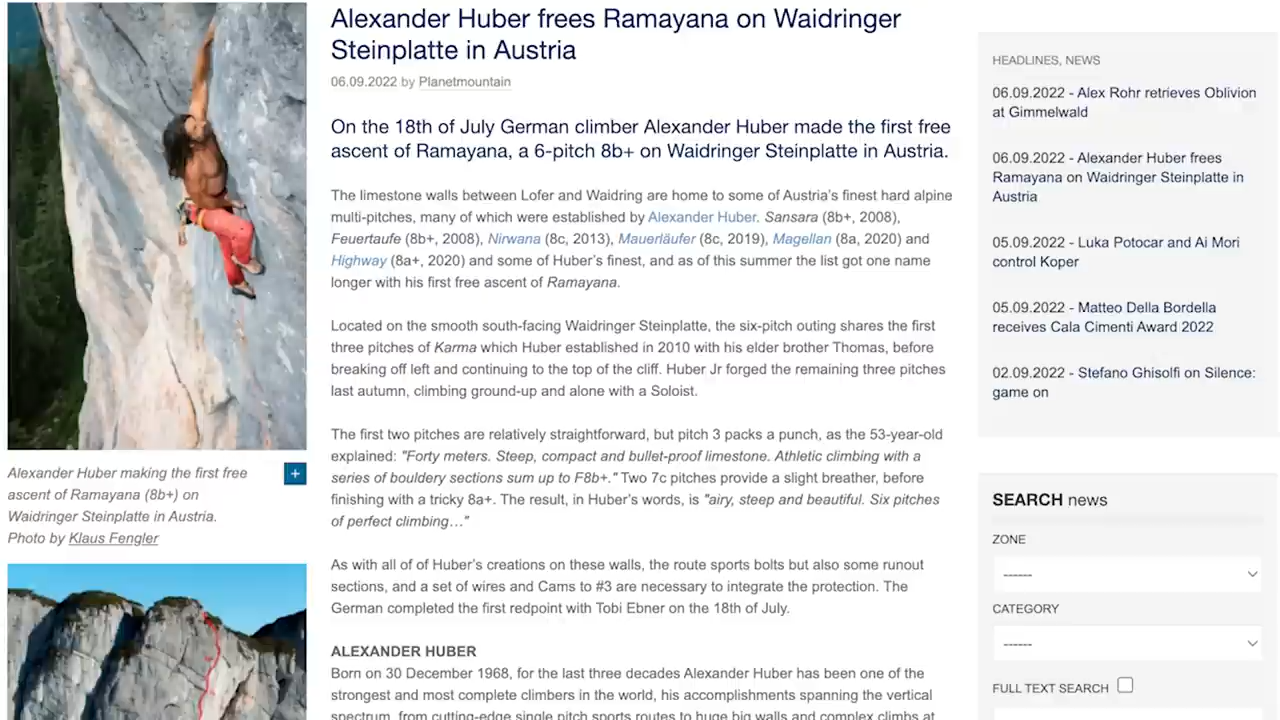 Alexander Huber frees Ramayana on Waidringer
Steinplatte in Austria
06.09.2022 by Planetmountain
On the 18th of July German climber Alexander Huber made the first free
ascent of Ramayana, a 6-pitch 8b+ on Waidringer Steinplatte in Austria.
The limestone walls between Lofer and Waidring are home to some of Austria's finest hard alpine
multi-pitches, many of which were established by Alexander Huber. Sansara (8b+, 2008),
Feuertaufe (8b+, 2008), Nirwana (8c, 2013), Mauerläufer (8c, 2019), Magellan (8a, 2020) and
Highway (8a+, 2020) and some of Huber's finest, and as of this summer the list got one name
longer with his first free ascent of Ramayana.
Located on the smooth south-facing Waidringer Steinplatte, the six-pitch outing shares the first
three pitches of Karma which Huber established in 2010 with his elder brother Thomas, before
breaking off left and continuing to the top of the cliff. Huber Jr forged the remaining three pitches
last autumn, climbing ground-up and alone with a Soloist.
The first two pitches are relatively straightforward, but pitch 3 packs a punch, as the 53-year-old
explained: "Forty meters. Steep, compact and bullet-proof limestone. Athletic climbing with a
series of bouldery sections sum up to F8b+." Two 7c pitches provide a slight breather, before
finishing with a tricky 8a+. The result, in Huber's words, is "airy, steep and beautiful. Six pitches
of perfect climbing…"
As with all of of Huber's creations on these walls, the route sports bolts but also some runout
sections, and a set of wires and Cams to #3 are necessary to integrate the protection. The
German completed the first redpoint with Tobi Ebner on the 18th of July.
ALEXANDER HUBER
Born on 30 December 1968, for the last three decades Alexander Huber has been one of the
strongest and most complete climbers in the world, his accomplishments spanning the vertical
spectrum, from cutting-edge single pitch sports routes to huge big walls and complex climbs at
Alexander Huber making the first free
ascent of Ramayana (8b+) on
Waidringer Steinplatte in Austria.
Photo by Klaus Fengler
HEADLINES, NEWS
06.09.2022 - Alex Rohr retrieves Oblivion
at Gimmelwald
06.09.2022 - Alexander Huber frees
Ramayana on Waidringer Steinplatte in
Austria
05.09.2022 - Luka Potocar and Ai Mori
control Koper
05.09.2022 - Matteo Della Bordella
receives Cala Cimenti Award 2022
02.09.2022 - Stefano Ghisolfi on Silence:
game on
SEARCH news
ZONE
------
CATEGORY
------
FULL TEXT SEARCH